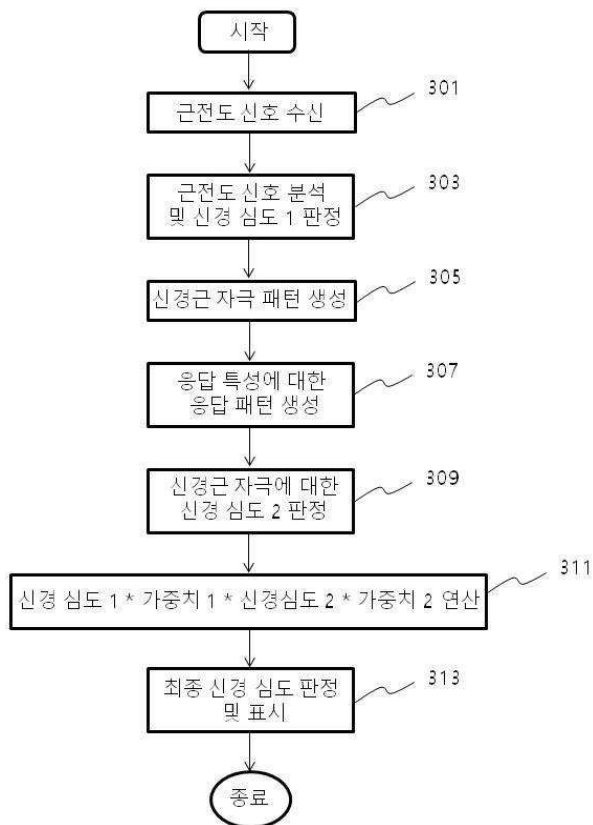 시작
근전도 신호 수신
301
근전도 신호 분석
및 신경 심도 1 판정
303
신경근 자극 패턴 생성
305
응답 특성에 대한
응답 패턴 생성
307
신경근 자극에 대한
신경 심도 2 판정
309
신경 심도 1 * 가중치 1 * 신경심도 2 * 가중치 2 연산
311
최종 신경 심도 판정
및 표시
313
종료